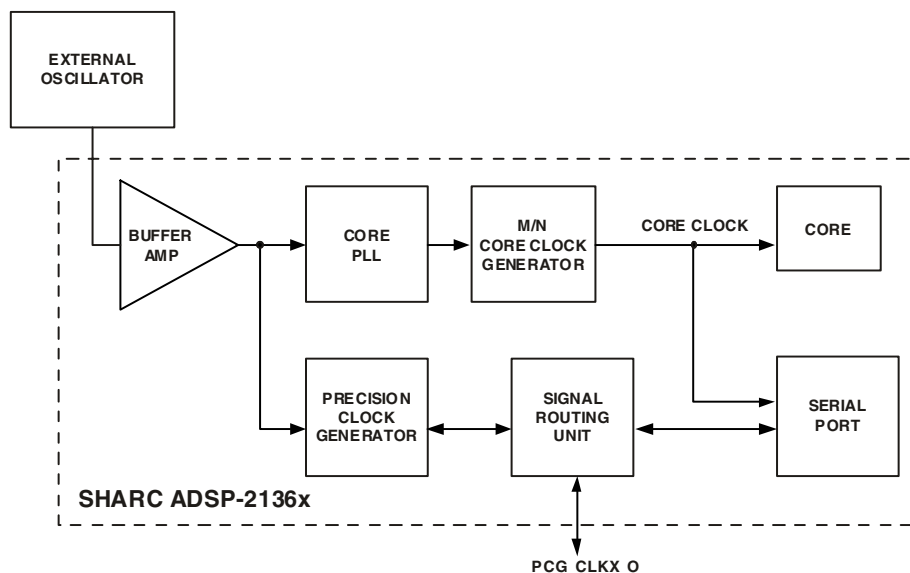 EXTERNAL
OSCILLATOR
BUFFER
AMP
CORE
PLL
M/N
CORE CLOCK
GENERATOR
CORE CLOCK
CORE
PRECISION
CLOCK
GENERATOR
SIGNAL
ROUTING
UNIT
SERIAL
PORT
SHARC ADSP-2136x
PCG CLKX O